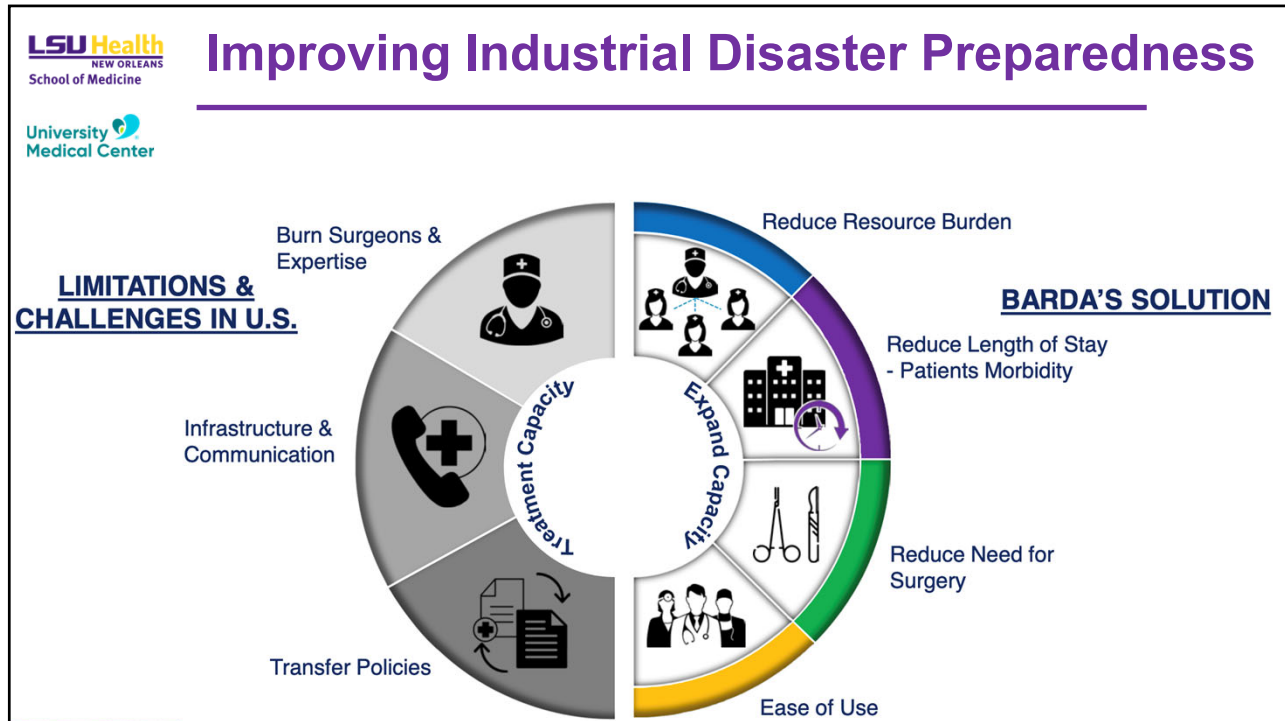 LSU Health
NEW ORLEANS
School of Medicine
Improving Industrial Disaster Preparedness
University
Medical Center
Burn Surgeons &
Expertise
LIMITATIONS &
CHALLENGES IN U.S.
Infrastructure &
Communication
Transfer Policies
Treatment Capacity
Expand Capacity
Reduce Resource Burden
BARDA'S SOLUTION
Reduce Length of Stay
- Patients Morbidity
Reduce Need for
Surgery
Ease of Use